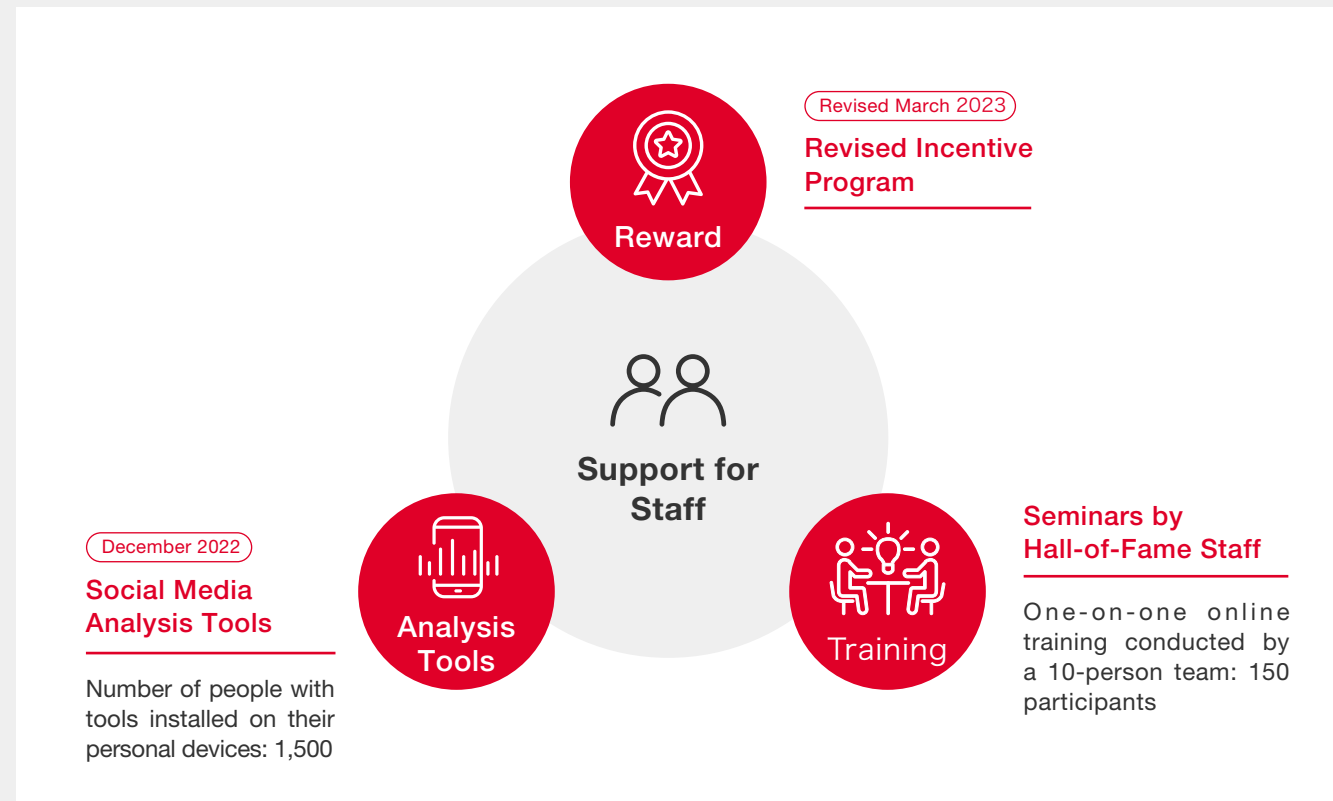 Revised March 2023
Revised Incentive
Program
Reward
Support for
Staff
December 2022
Social Media
Analysis Tools
Number of people with
tools installed on their
personal devices: 1,500
Analysis
Tools
Training
Seminars by
Hall-of-Fame Staff
One-on-one online
training conducted by
a 10-person team: 150
participants